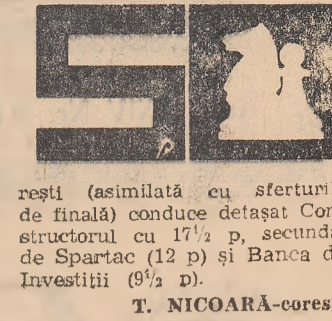 rești (asimilată cu sferturi
de finală) conduce detașat Con
structorul cu 17½ p, secund
de Spartac (12 p) și Banca d
Investiții (9½ p).
T. NICOARĂ-cores